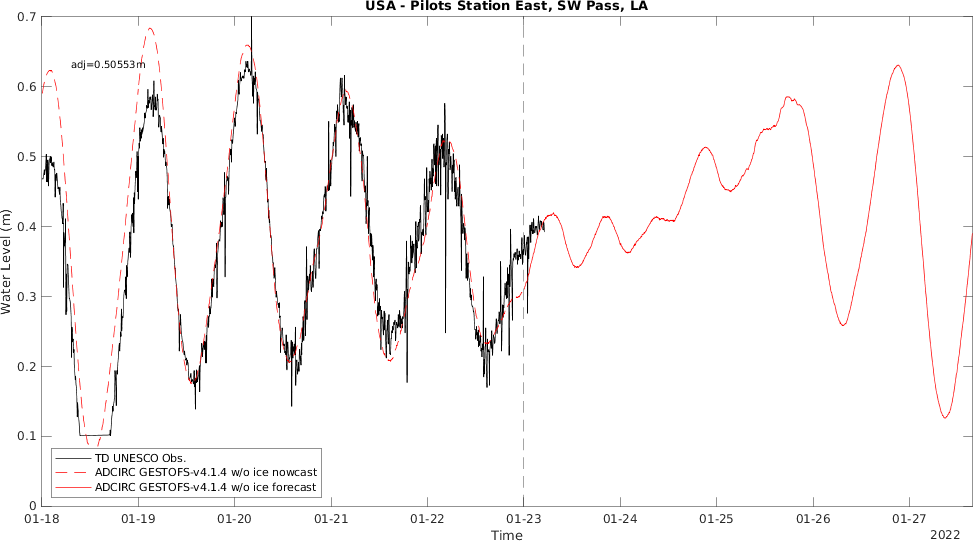 USA - Pilots Station East, SW Pass, LA
0.7
adj=0.50553m
0.6
0.5
0.4
Water Level (m)
0.3
0.2
0.1
TD UNESCO Obs.
ADCIRC GESTOFS-v4.1.4 w/o ice nowcast
ADCIRC GESTOFS-v4.1.4 w/o ice forecast
0
01-18 01-19 01-20 01-21 01-22 01-23 01-24 01-25 01-26 01-27
Time
2022